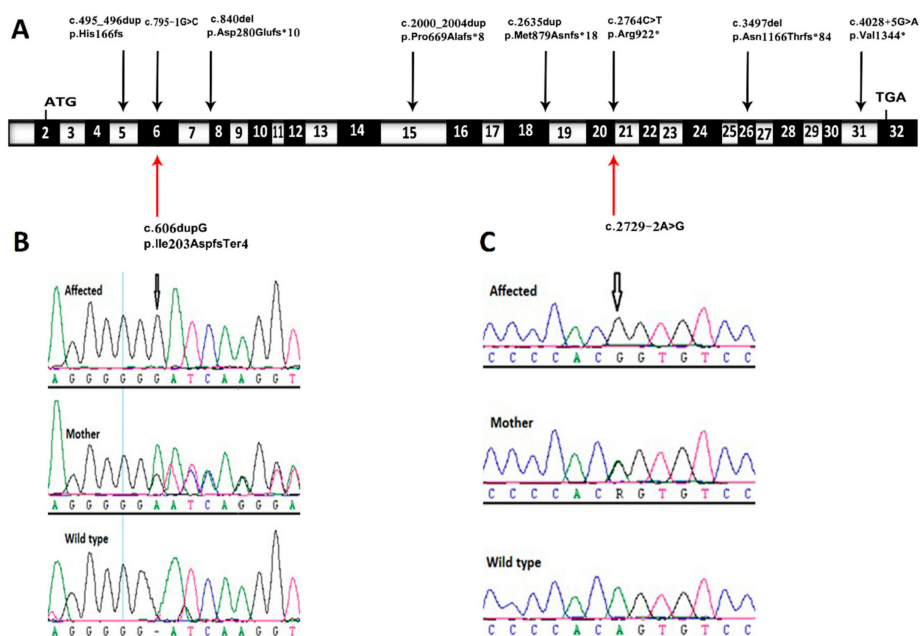 A
c.495_496dup
p.His166fs
c.795-1G>C
c.840del
p.Asp280Glufs*10
c.2000_2004dup
p.Pro669Alafs*8
c.2635dup
p.Met879Asnfs*18
c.2764C>T
p.Arg922*
c.3497del
p.Asn1166Thrfs*84
c.4028+5G>A
p.Val1344*
ATG
TGA
2 3 4 5 6 7 8 9 10 11 12 13 14 15 16 17 18 19 20 21 22 23 24 25 26 27 28 29 30 31 32
c.606dupG
p.Ile203AspfsTer4
c.2729-2A>G
B
Affected
A G G G G G G A T C A A G G T
Mother
A G G G G G A A T C A G G G A
Wild type
A G G G G G - A T C A A G G T
C
Affected
C C C C A C G G T G T C C
Mother
C C C C A C R G T G T C C
Wild type
C C C C A C A G T G T C C